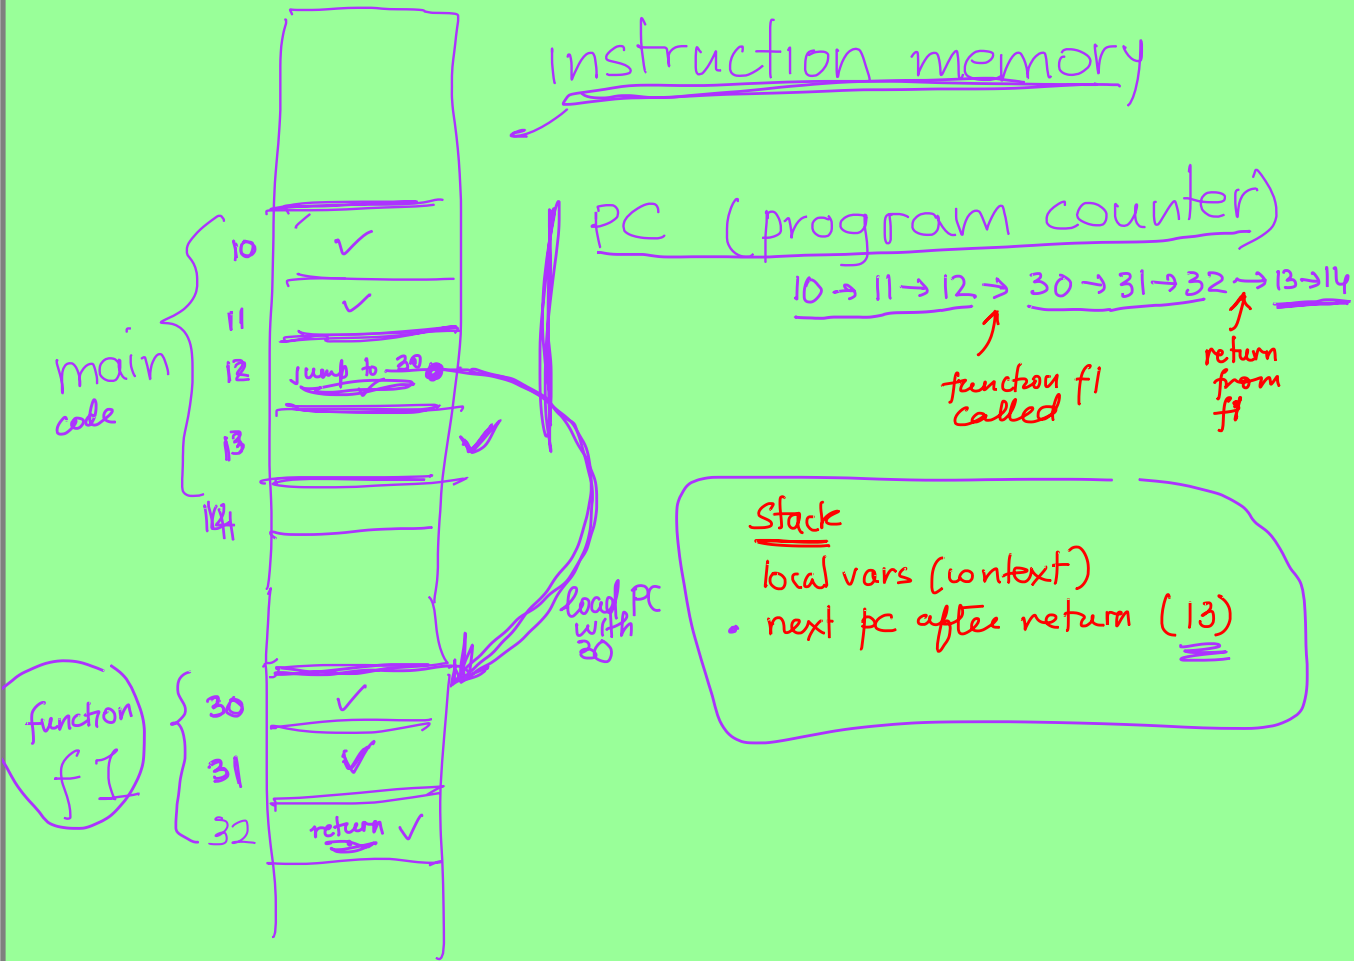 instruction memory
PC (program counter)
10 → 11 → 12 → 30 → 31 → 32 → 13 → 14
function f1
called
return
from
f1
main
code
10
11
12 jump to 30
13
14
load PC
with
30
Stack
local vars (context)
• next pc after return (13)
function
f1
30
31
32 return